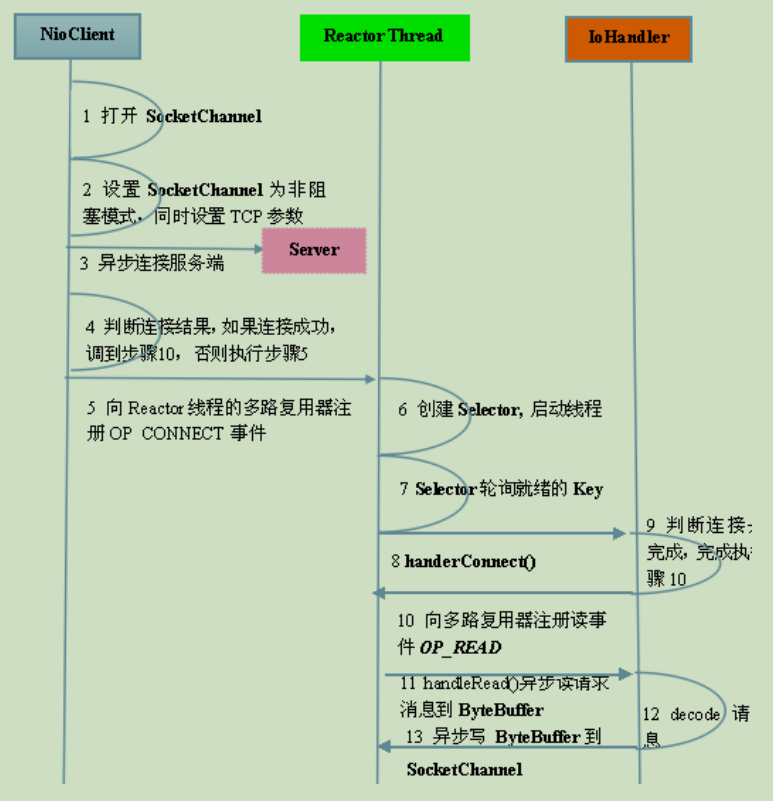 NioClient
Reactor Thread
IoHandler
1 打开 SocketChannel
2 设置 SocketChannel 为非阻
塞模式，同时设置 TCP 参数
Server
3 异步连接服务端
4 判断连接结果，如果连接成功，
调到步骤10，否则执行步骤5
5 向 Reactor 线程的多路复用器注
册 OP_CONNECT 事件
6 创建 Selector, 启动线程
7 Selector 轮询就绪的 Key
8 handerConnect()
9 判断连接
完成，完成执
骤 10
10 向多路复用器注册读事
件 OP_READ
11 handleRead()异步读请求
消息到 ByteBuffer
12 decode 请
息
13 异步写 ByteBuffer 到
SocketChannel